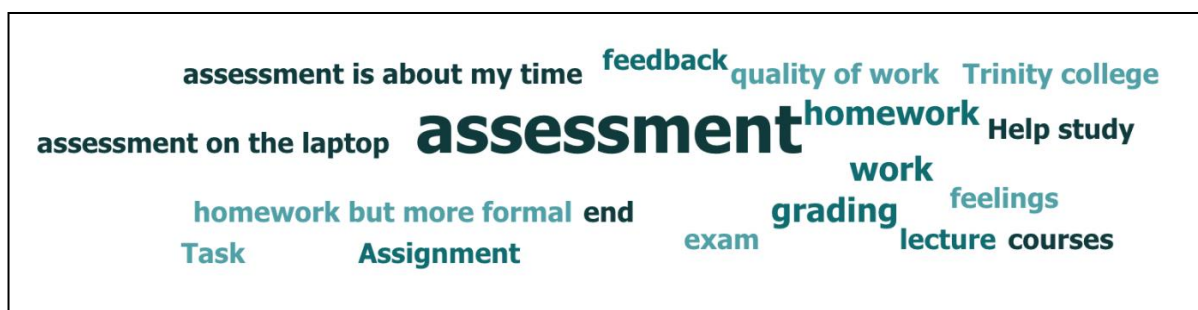 assessment is about my time feedback quality of work Trinity college
assessment on the laptop assessment homework Help study
work
homework but more formal end grading feelings
Task Assignment exam lecture courses